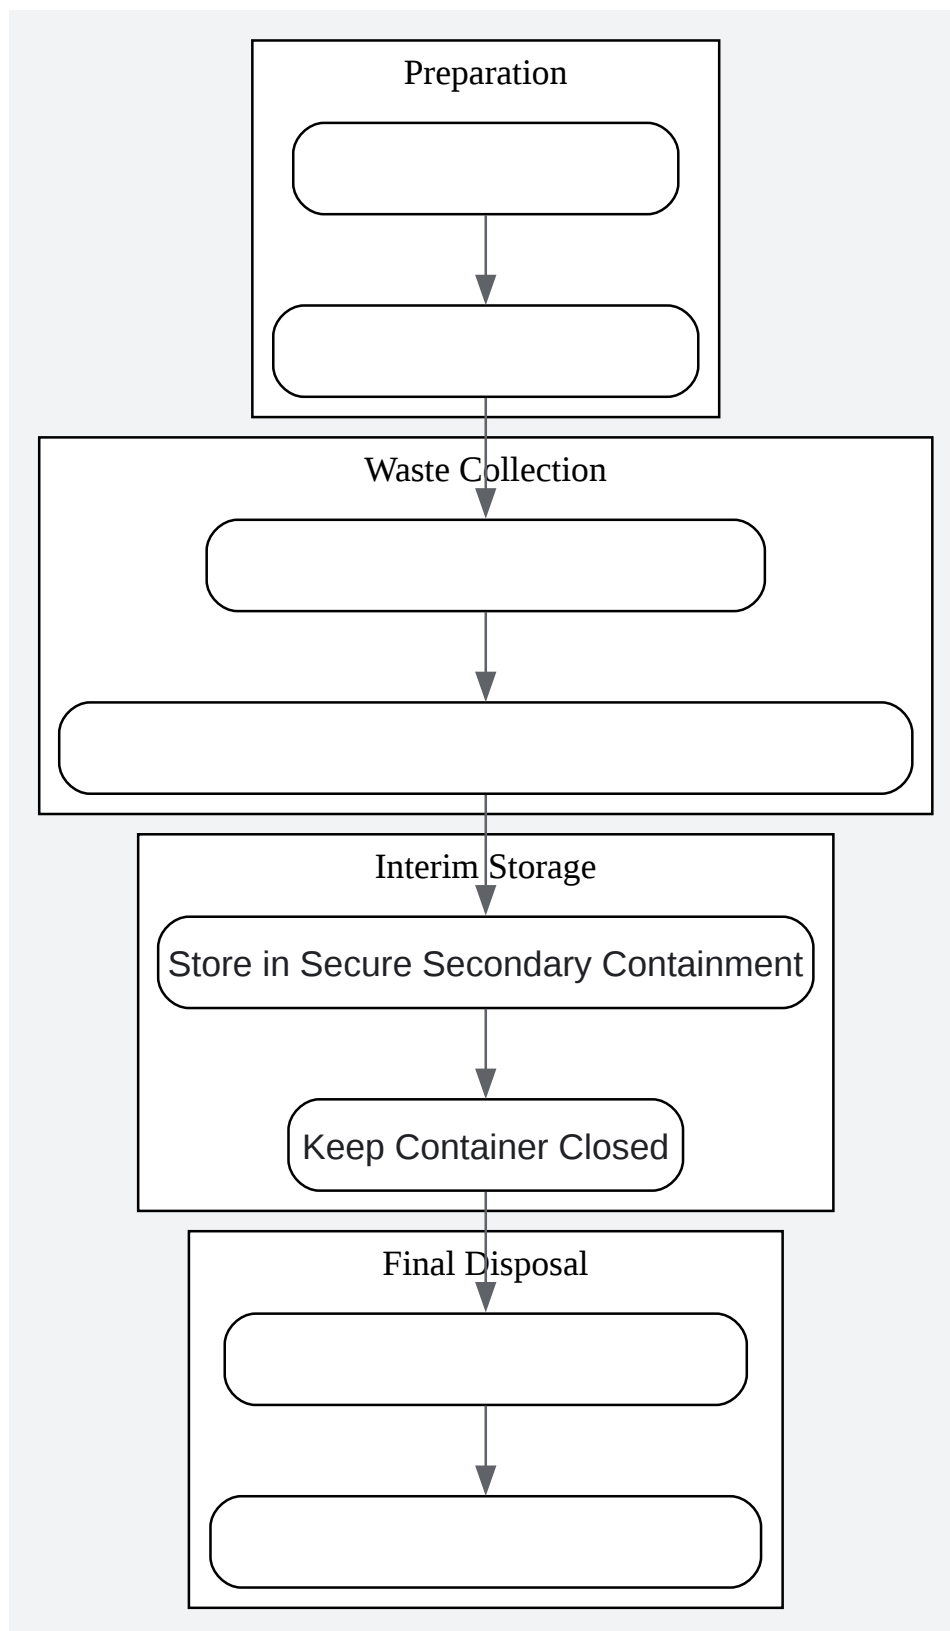 Preparation
Waste Collection
Interim Storage
Store in Secure Secondary Containment
Keep Container Closed
Final Disposal